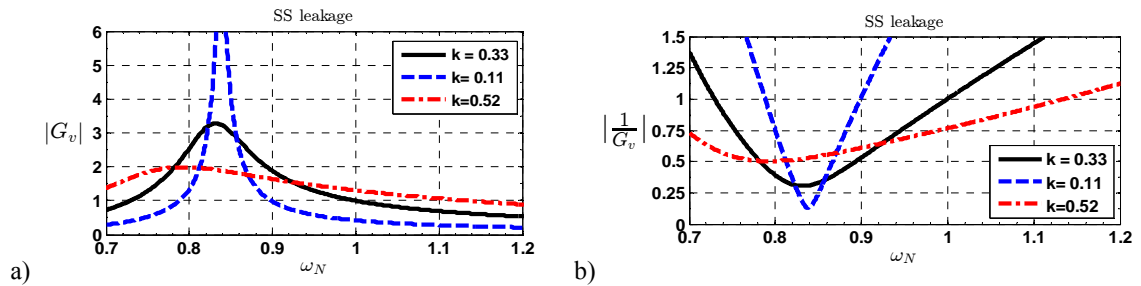 SS leakage
|G_v|
6
5
4
3
2
1
0
k = 0.33
k= 0.11
k=0.52
0.7 0.8 0.9 1 1.1 1.2
ω_N
a)
SS leakage
|1/G_v|
1.5
1.25
1
0.75
0.5
0.25
0
k = 0.33
k = 0.11
k=0.52
0.7 0.8 0.9 1 1.1 1.2
ω_N
b)